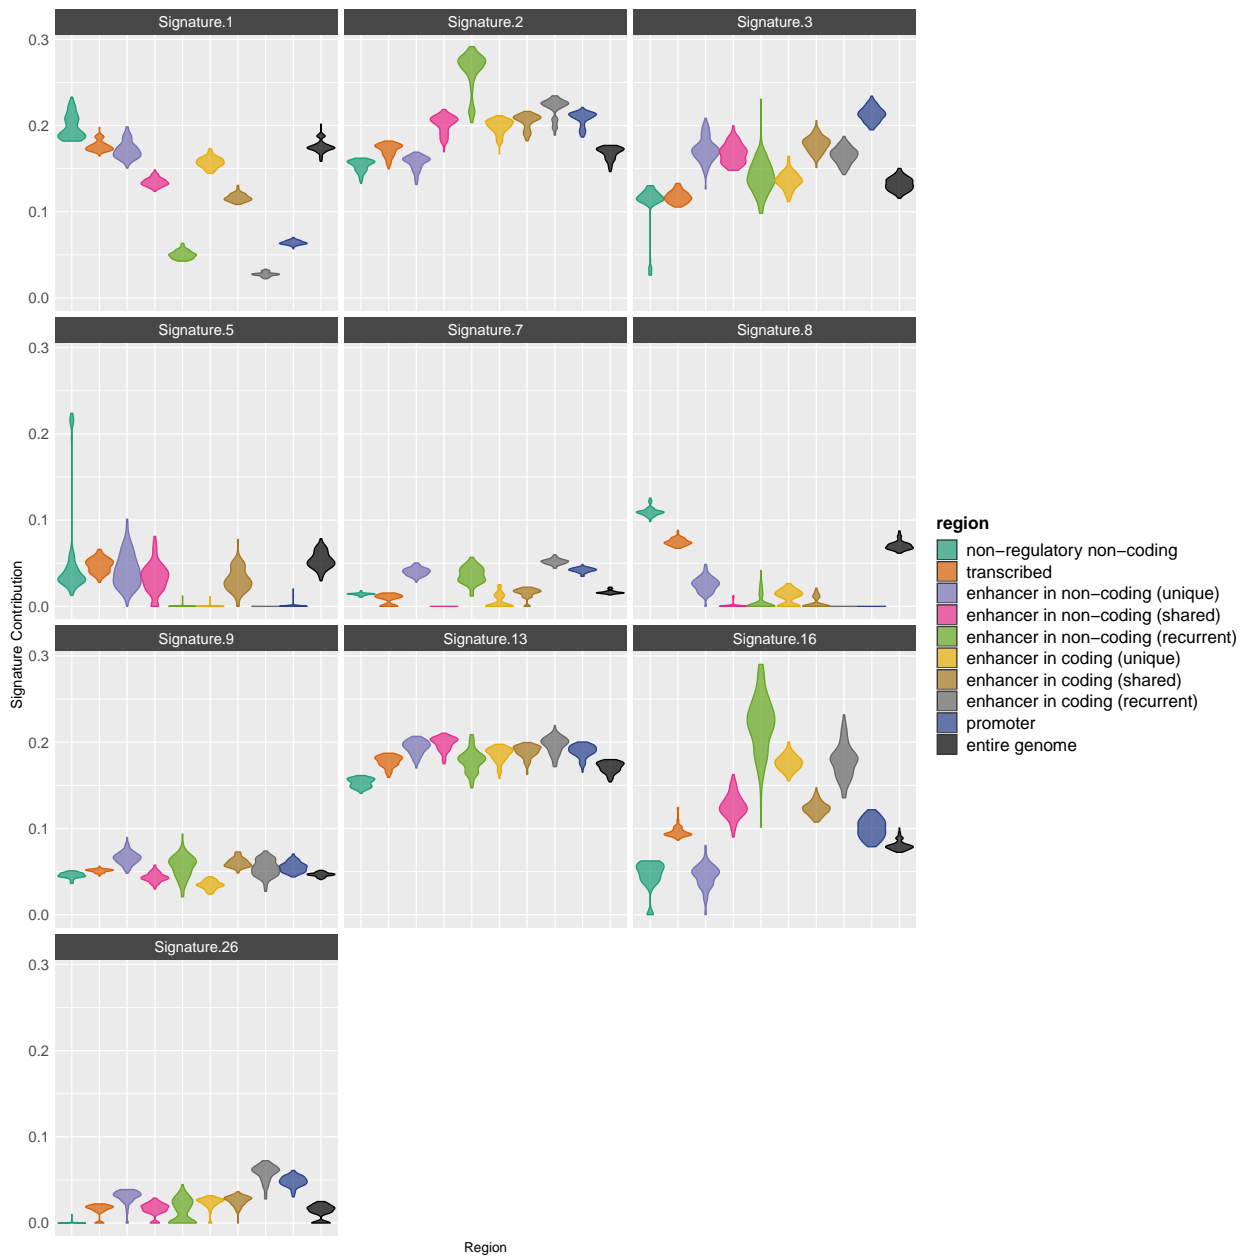 Signature.1
Signature.2
Signature.3
0.3
0.2
0.1
0.0
Signature.5
Signature.7
Signature.8
0.3
0.2
0.1
0.0
Signature.9
Signature.13
Signature.16
0.3
0.2
0.1
0.0
Signature.26
0.3
0.2
0.1
0.0
Signature Contribution
Region
region
non−regulatory non−coding
transcribed
enhancer in non−coding (unique)
enhancer in non−coding (shared)
enhancer in non−coding (recurrent)
enhancer in coding (unique)
enhancer in coding (shared)
enhancer in coding (recurrent)
promoter
entire genome